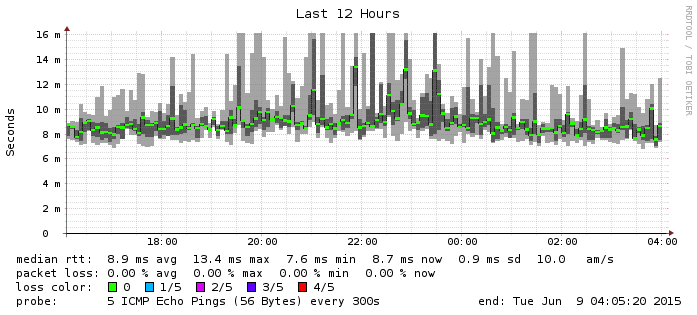 Last 12 Hours
RRDTOOL / TOBI OETIKER
Seconds
16 m
14 m
12 m
10 m
8 m
6 m
4 m
2 m
0
18:00 20:00 22:00 00:00 02:00 04:00
median rtt: 8.9 ms avg 13.4 ms max 7.6 ms min 8.7 ms now 0.9 ms sd 10.0 am/s
packet loss: 0.00 % avg 0.00 % max 0.00 % min 0.00 % now
loss color: 0 1/5 2/5 3/5 4/5
probe: 5 ICMP Echo Pings (56 Bytes) every 300s end: Tue Jun 9 04:05:20 2015